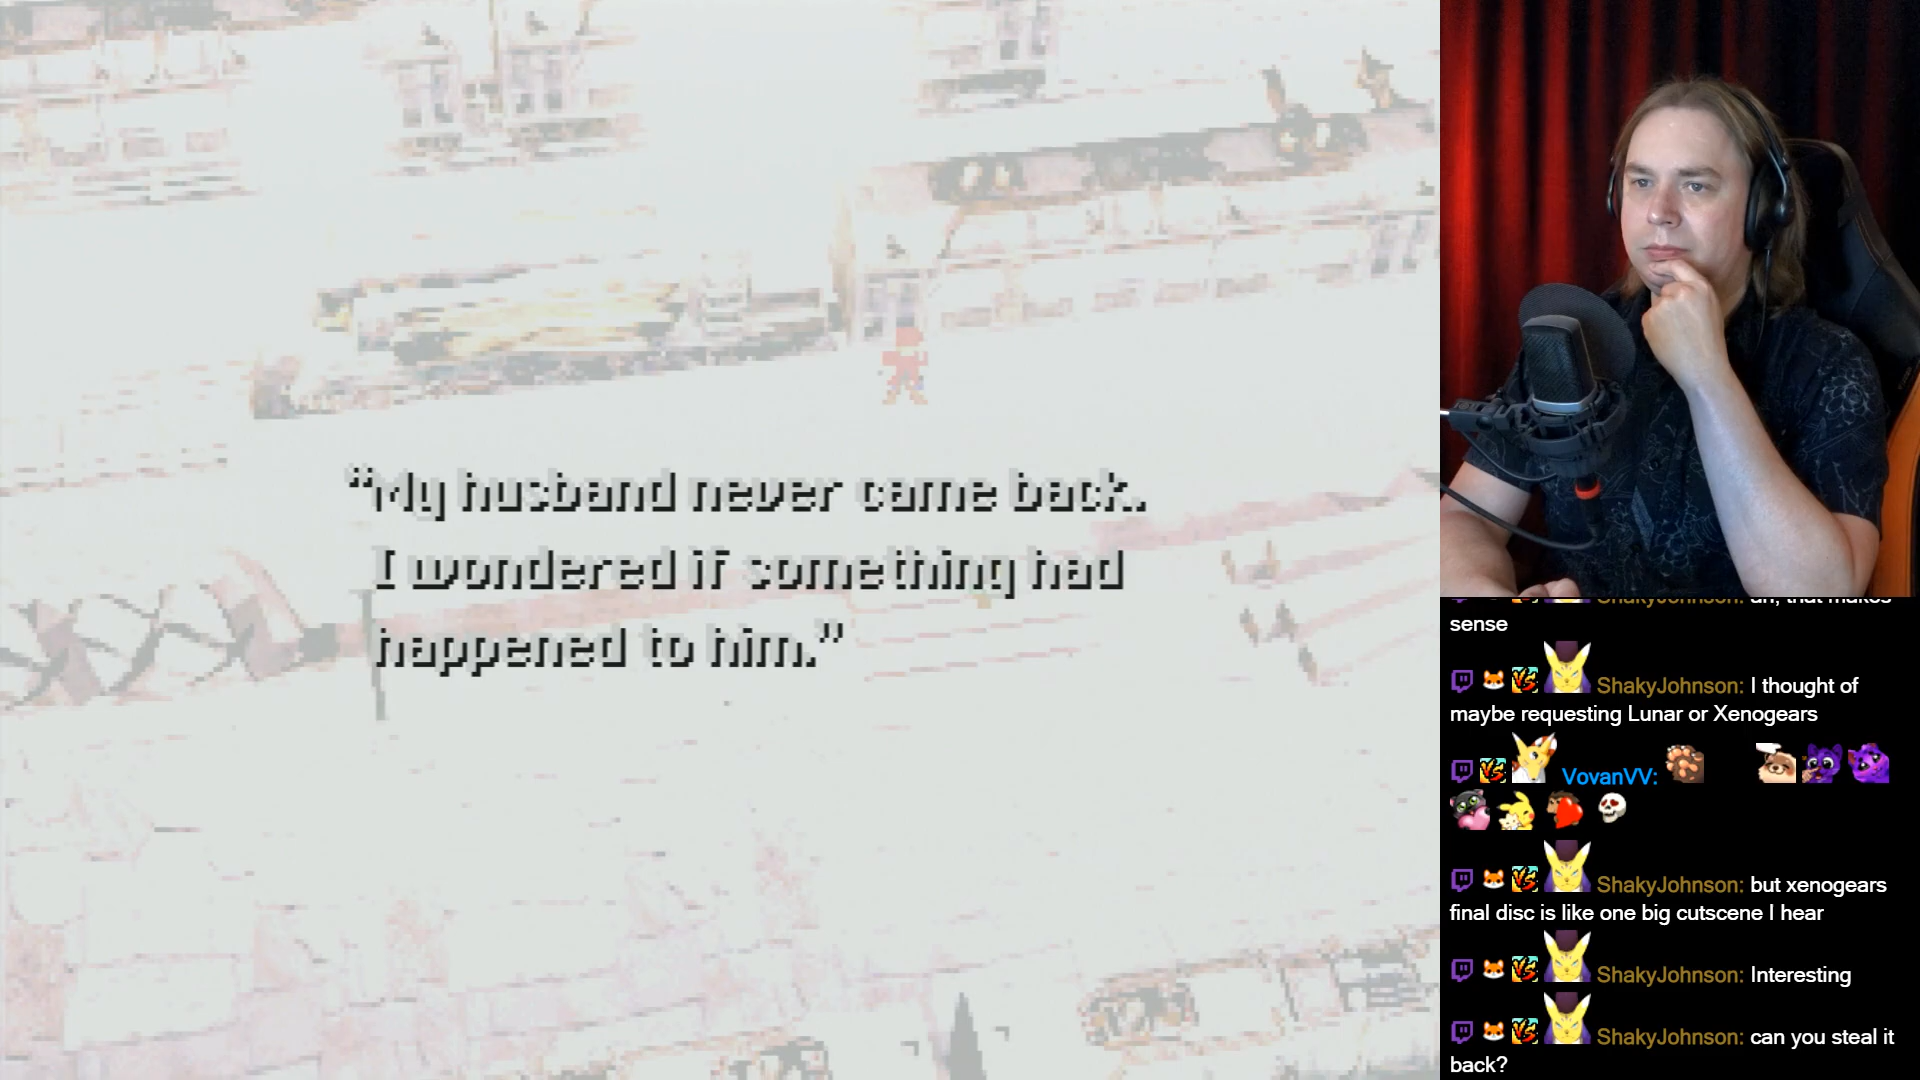 “My husband never came back.
I wondered if something had
happened to him.”
sense
ShakyJohnson: I thought of
maybe requesting Lunar or Xenogears
VovanVV:
ShakyJohnson: but xenogears
final disc is like one big cutscene I hear
ShakyJohnson: Interesting
ShakyJohnson: can you steal it
back?